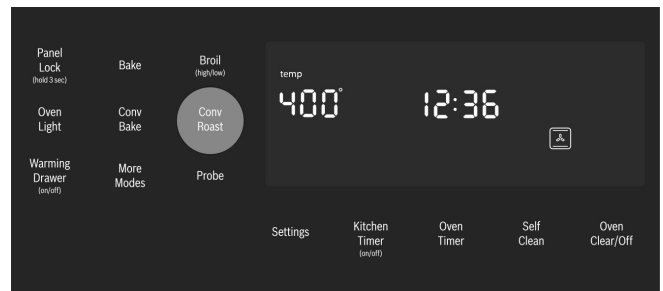 Panel
Lock
(hold 3 sec)
Bake
Broil
(high/low)
Oven
Light
Conv
Bake
Conv
Roast
Warming
Drawer
(on/off)
More
Modes
Probe
temp
400°
12:36
Settings
Kitchen
Timer
(on/off)
Oven
Timer
Self
Clean
Oven
Clear/Off